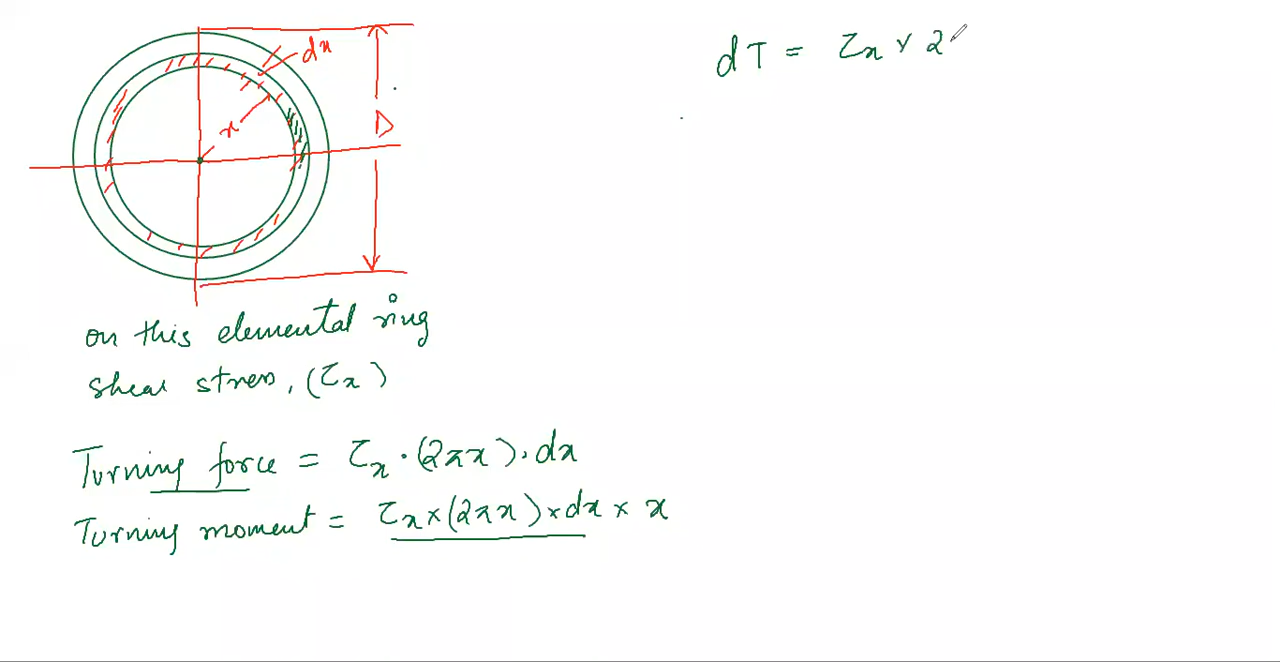 dx
x
D
on this elemental ring
shear stress, (τx)
Turning force = τx · (2πx) · dx
Turning moment = τx × (2πx) × dx × x
dT = τx × 2